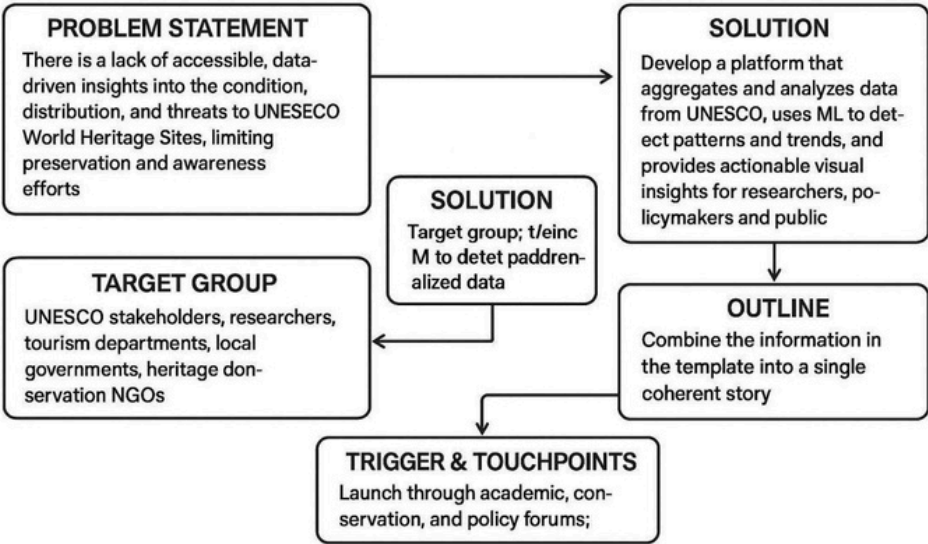 PROBLEM STATEMENT
There is a lack of accessible, data-
driven insights into the condition,
distribution, and threats to UNESECO
World Heritage Sites, limiting
preservation and awareness
efforts
SOLUTION
Develop a platform that
aggregates and analyzes data
from UNESCO, uses ML to det-
ect patterns and trends, and
provides actionable visual
insights for researchers, po-
licymakers and public
SOLUTION
Target group; t/einc
M to detet paddren-
alized data
TARGET GROUP
UNESCO stakeholders, researchers,
tourism departments, local
governments, heritage don-
servation NGOs
OUTLINE
Combine the information in
the template into a single
coherent story
TRIGGER & TOUCHPOINTS
Launch through academic, con-
servation, and policy forums;